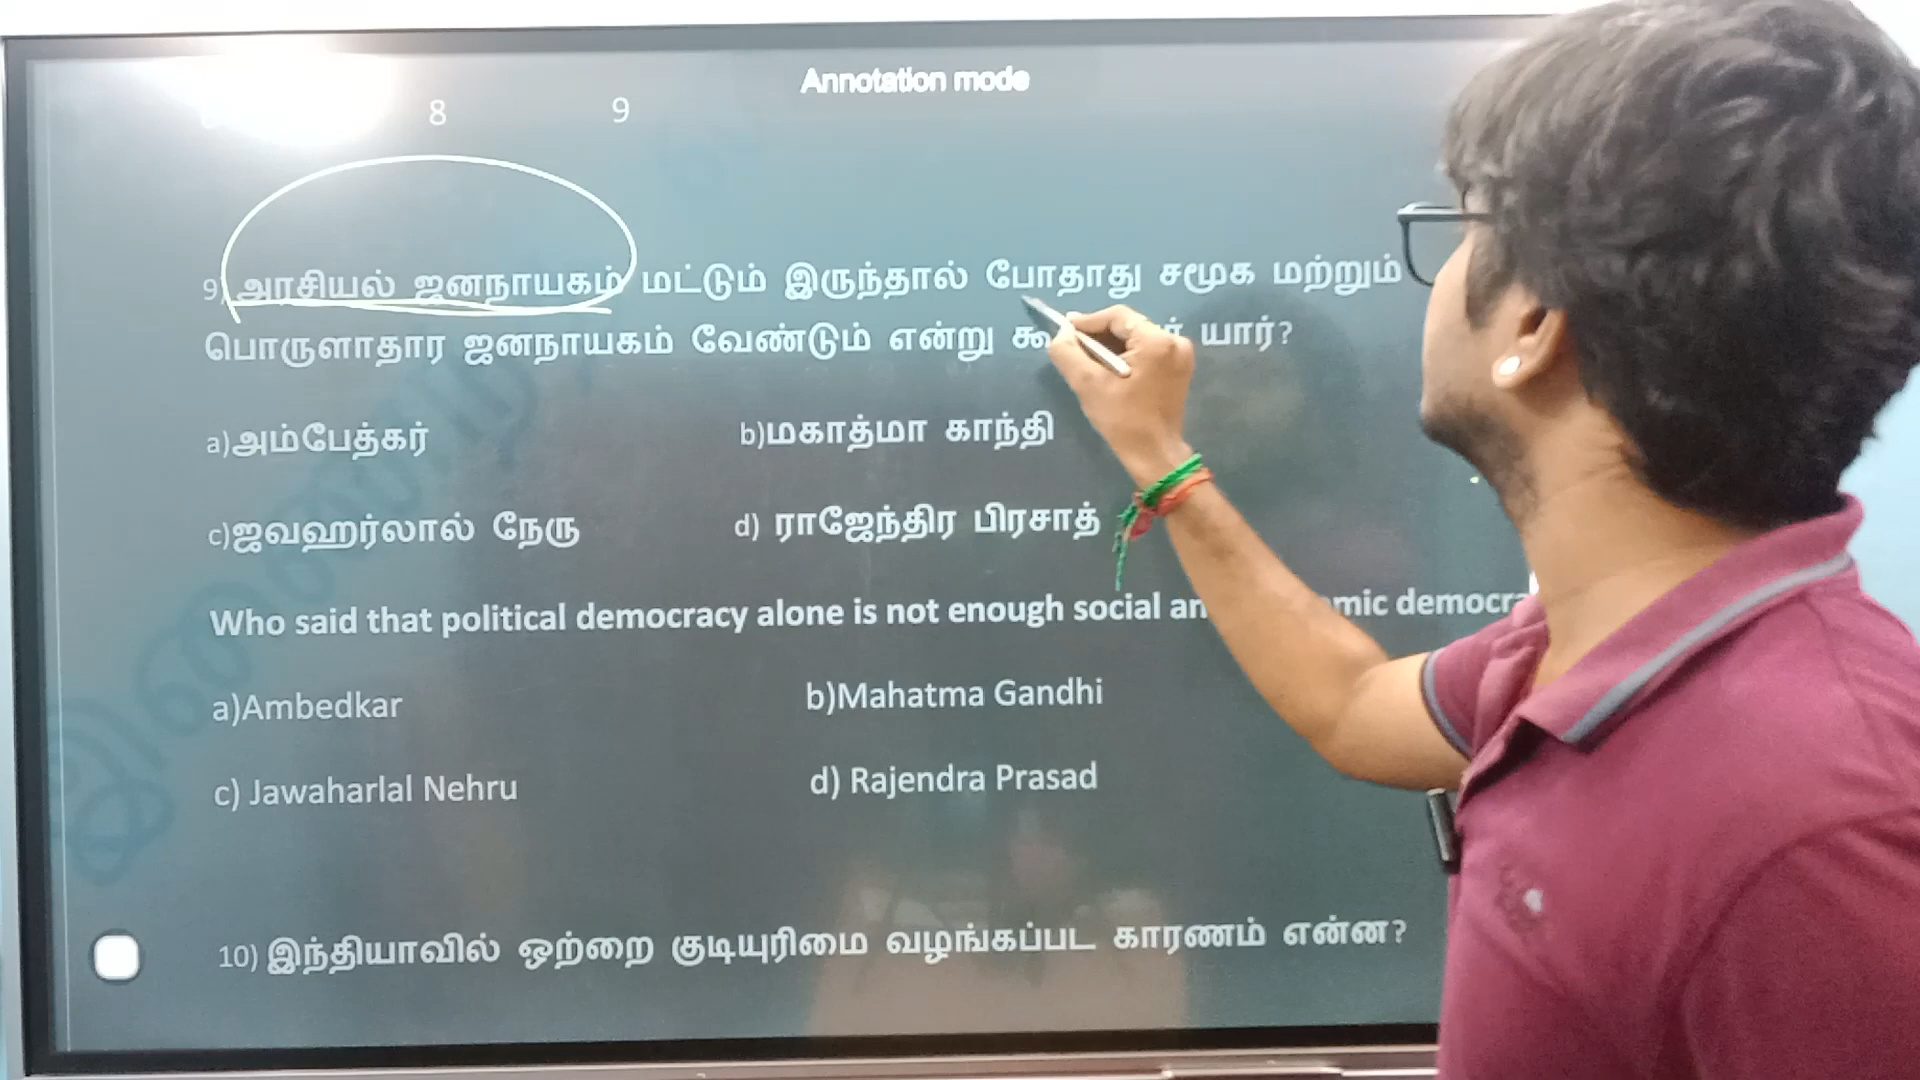 Annotation mode
8 9
9) அரசியல் ஜனநாயகம் மட்டும் இருந்தால் போதாது சமூக மற்றும்
பொருளாதார ஜனநாயகம் வேண்டும் என்று யார்?
a)அம்பேத்கர் b)மகாத்மா காந்தி
c)ஜவஹர்லால் நேரு d) ராஜேந்திர பிரசாத்
Who said that political democracy alone is not enough social
a)Ambedkar b)Mahatma Gandhi
c) Jawaharlal Nehru d) Rajendra Prasad
10) இந்தியாவில் ஒற்றை குடியுரிமை வழங்கப்பட காரணம் என்ன?